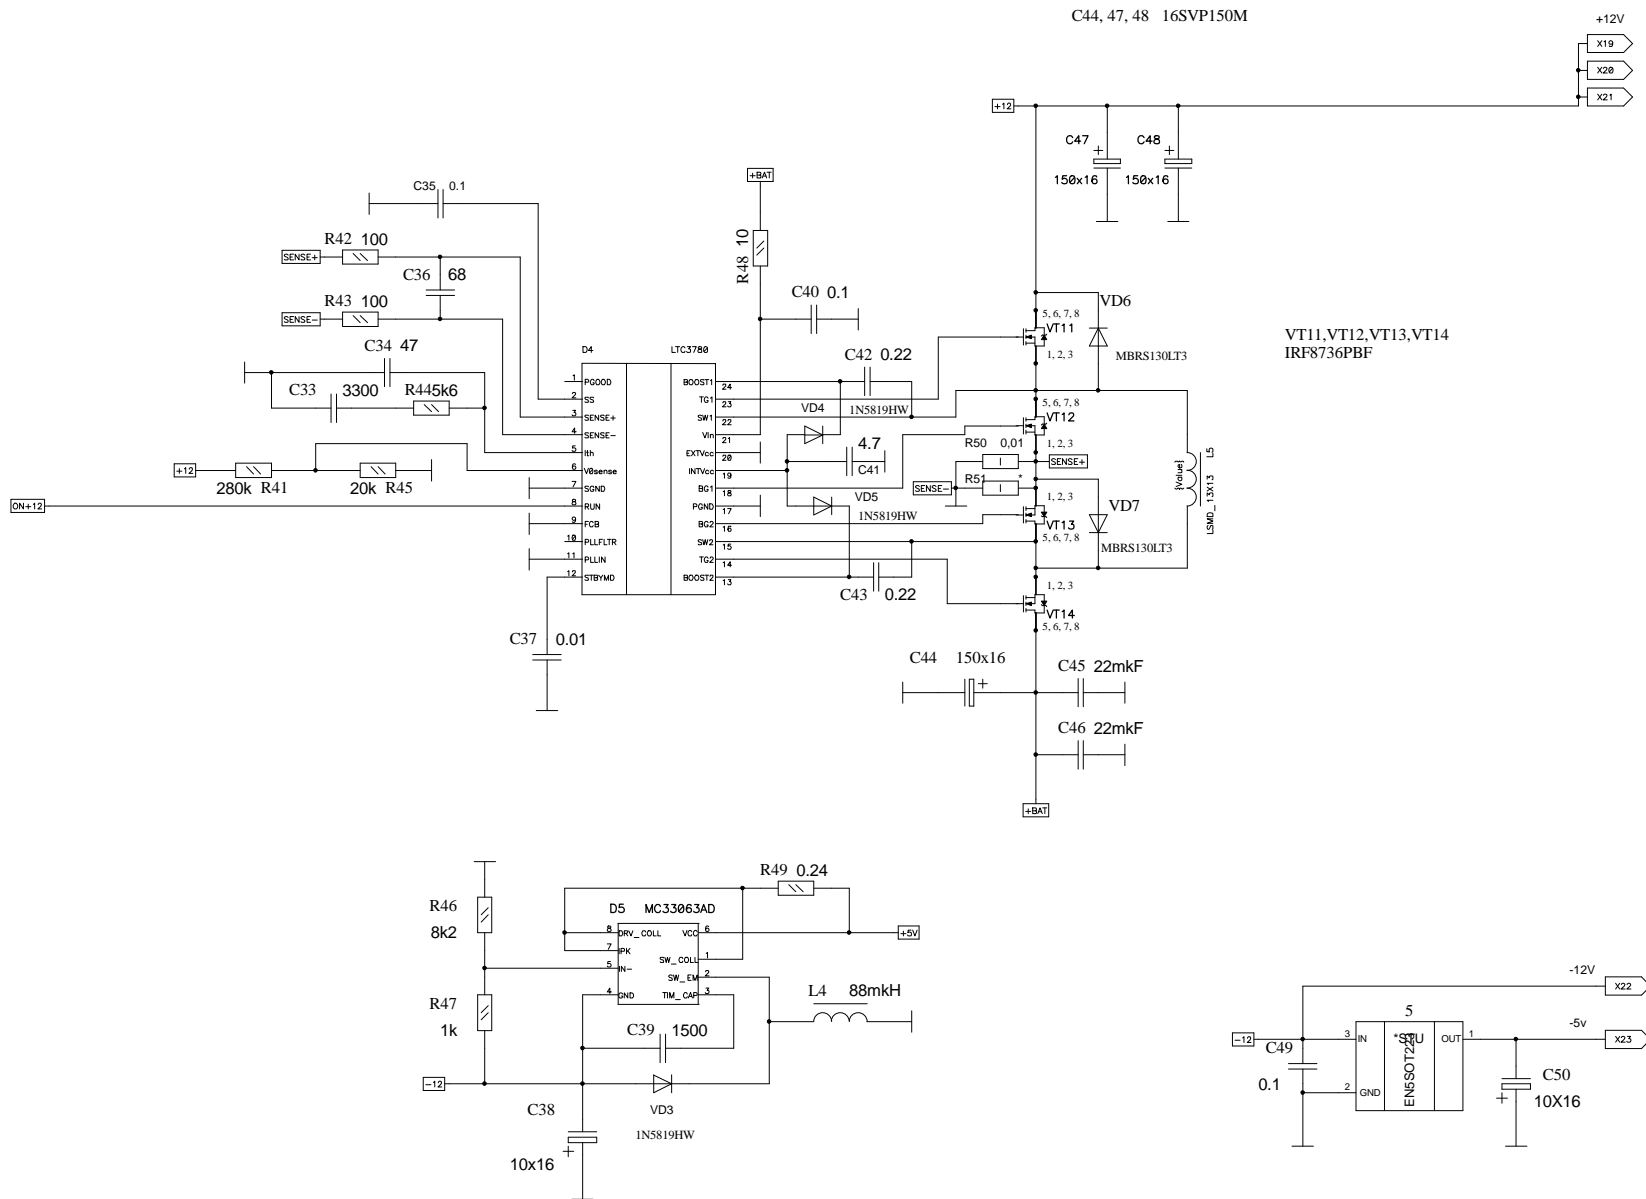 C44, 47, 48 16SVP150M
+12V
X19
X20
X21
+12
C47
150x16
C48
150x16
+BAT
R48 10
C35 0.1
SENSE+
R42 100
C36 68
SENSE-
R43 100
C34 47
C33 3300
R44 5k6
+12
280k R41
20k R45
ON+12
C37 0.01
D4 LTC3780
1 PGOOD
2 SS
3 SENSE+
4 SENSE-
5 Ith
6 V0sense
7 SGND
8 RUN
9 FCB
10 PLLFLTR
11 PLLIN
12 STBYMD
BOOST1 24
TG1 23
SW1 22
Vin 21
EXTVcc 20
INTVcc 19
BG1 18
PGND 17
BG2 16
SW2 15
TG2 14
BOOST2 13
C40 0.1
C42 0.22
VD4
1N5819HW
4.7
C41
VD5
1N5819HW
C43 0.22
VD6
MBRS130LT3
5, 6, 7, 8
VT11
1, 2, 3
5, 6, 7, 8
VT12
1, 2, 3
R50 0,01
SENSE+
SENSE-
R51 *
1, 2, 3
VT13
5, 6, 7, 8
VD7
MBRS130LT3
1, 2, 3
VT14
5, 6, 7, 8
{Value}
L5
LSMD_13X13
VT11,VT12,VT13,VT14
IRF8736PBF
C44 150x16
C45 22mkF
C46 22mkF
+BAT
R49 0.24
R46
8k2
R47
1k
D5 MC33063AD
8 DRV_COLL
7 IPK
5 IN-
4 GND
VCC 6
SW_COLL 1
SW_EM 2
TIM_CAP 3
+5V
L4 88mkH
C39 1500
-12
VD3
1N5819HW
C38
10x16
-12V
X22
-5v
X23
-12
C49
0.1
5
3 IN
2 GND
OUT 1
EN5SOT223
C50
10X16